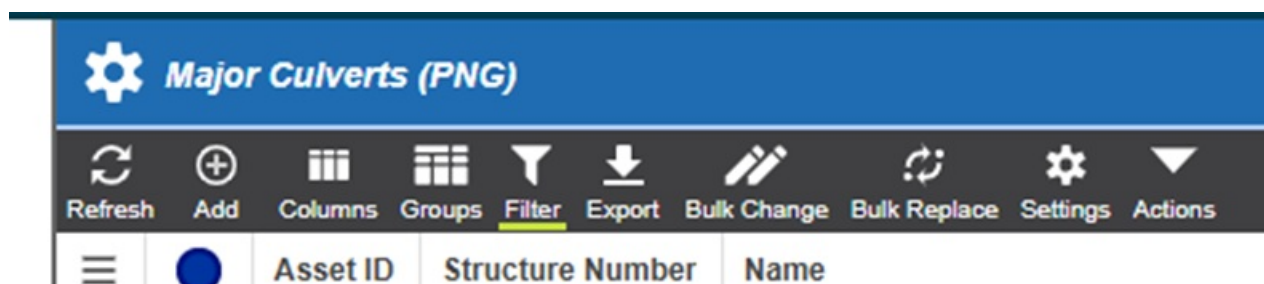 Major Culverts (PNG)
Refresh Add Columns Groups Filter Export Bulk Change Bulk Replace Settings Actions
Asset ID Structure Number Name